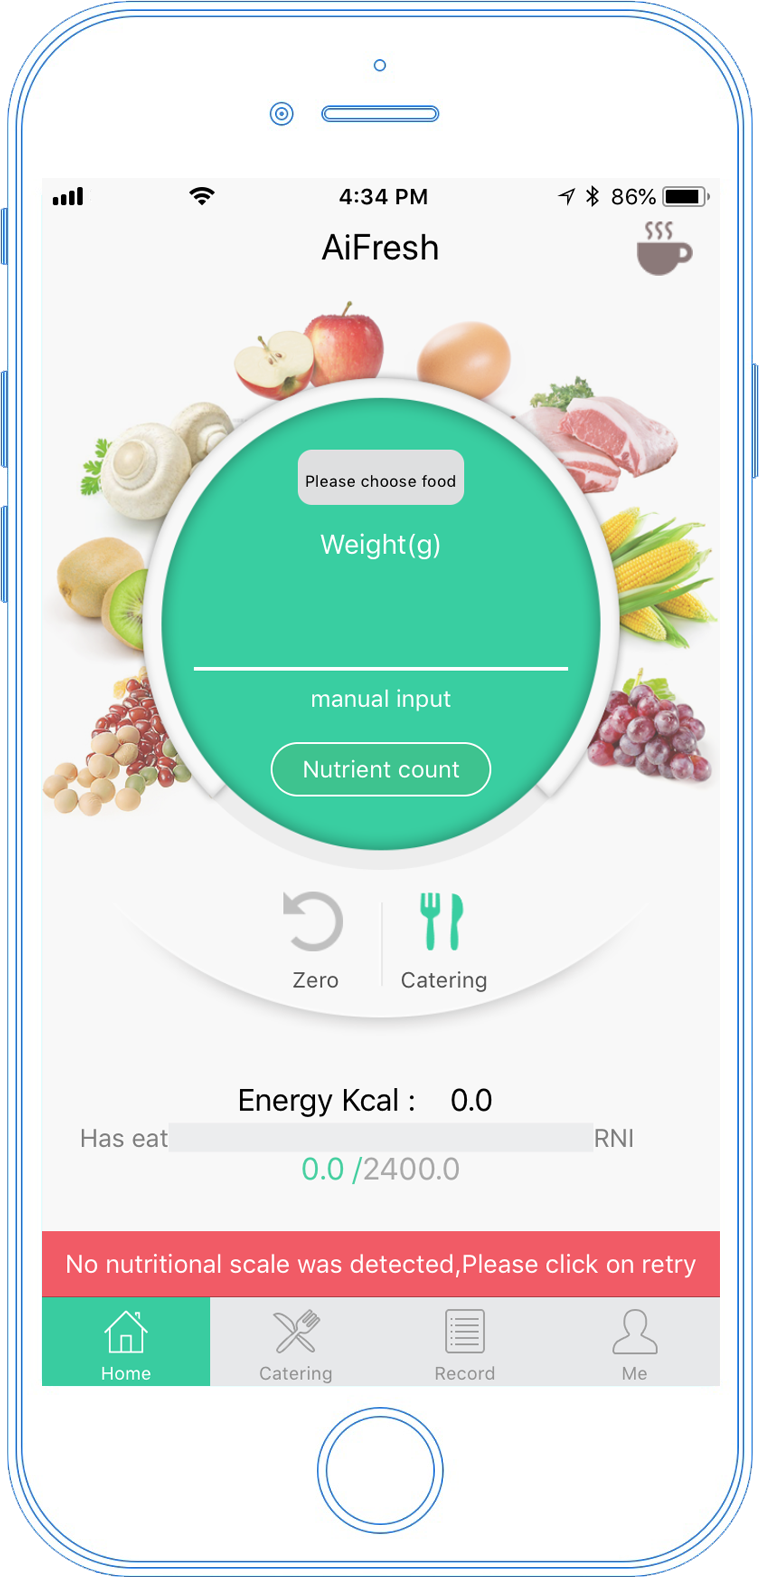 4:34 PM 86%
AiFresh
Please choose food
Weight(g)
manual input
Nutrient count
Zero Catering
Energy Kcal : 0.0
Has eat RNI
0.0 /2400.0
No nutritional scale was detected,Please click on retry
Home Catering Record Me